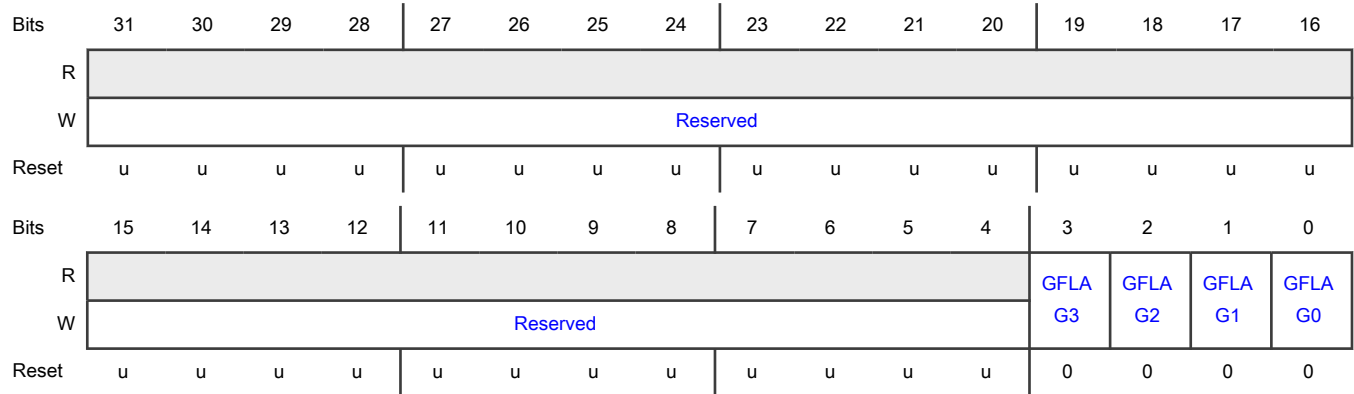 Bits 31 30 29 28 27 26 25 24 23 22 21 20 19 18 17 16
R
W Reserved
Reset u u u u u u u u u u u u u u u u
Bits 15 14 13 12 11 10 9 8 7 6 5 4 3 2 1 0
R GFLA GFLA GFLA GFLA
G3 G2 G1 G0
W Reserved
Reset u u u u u u u u u u u u 0 0 0 0